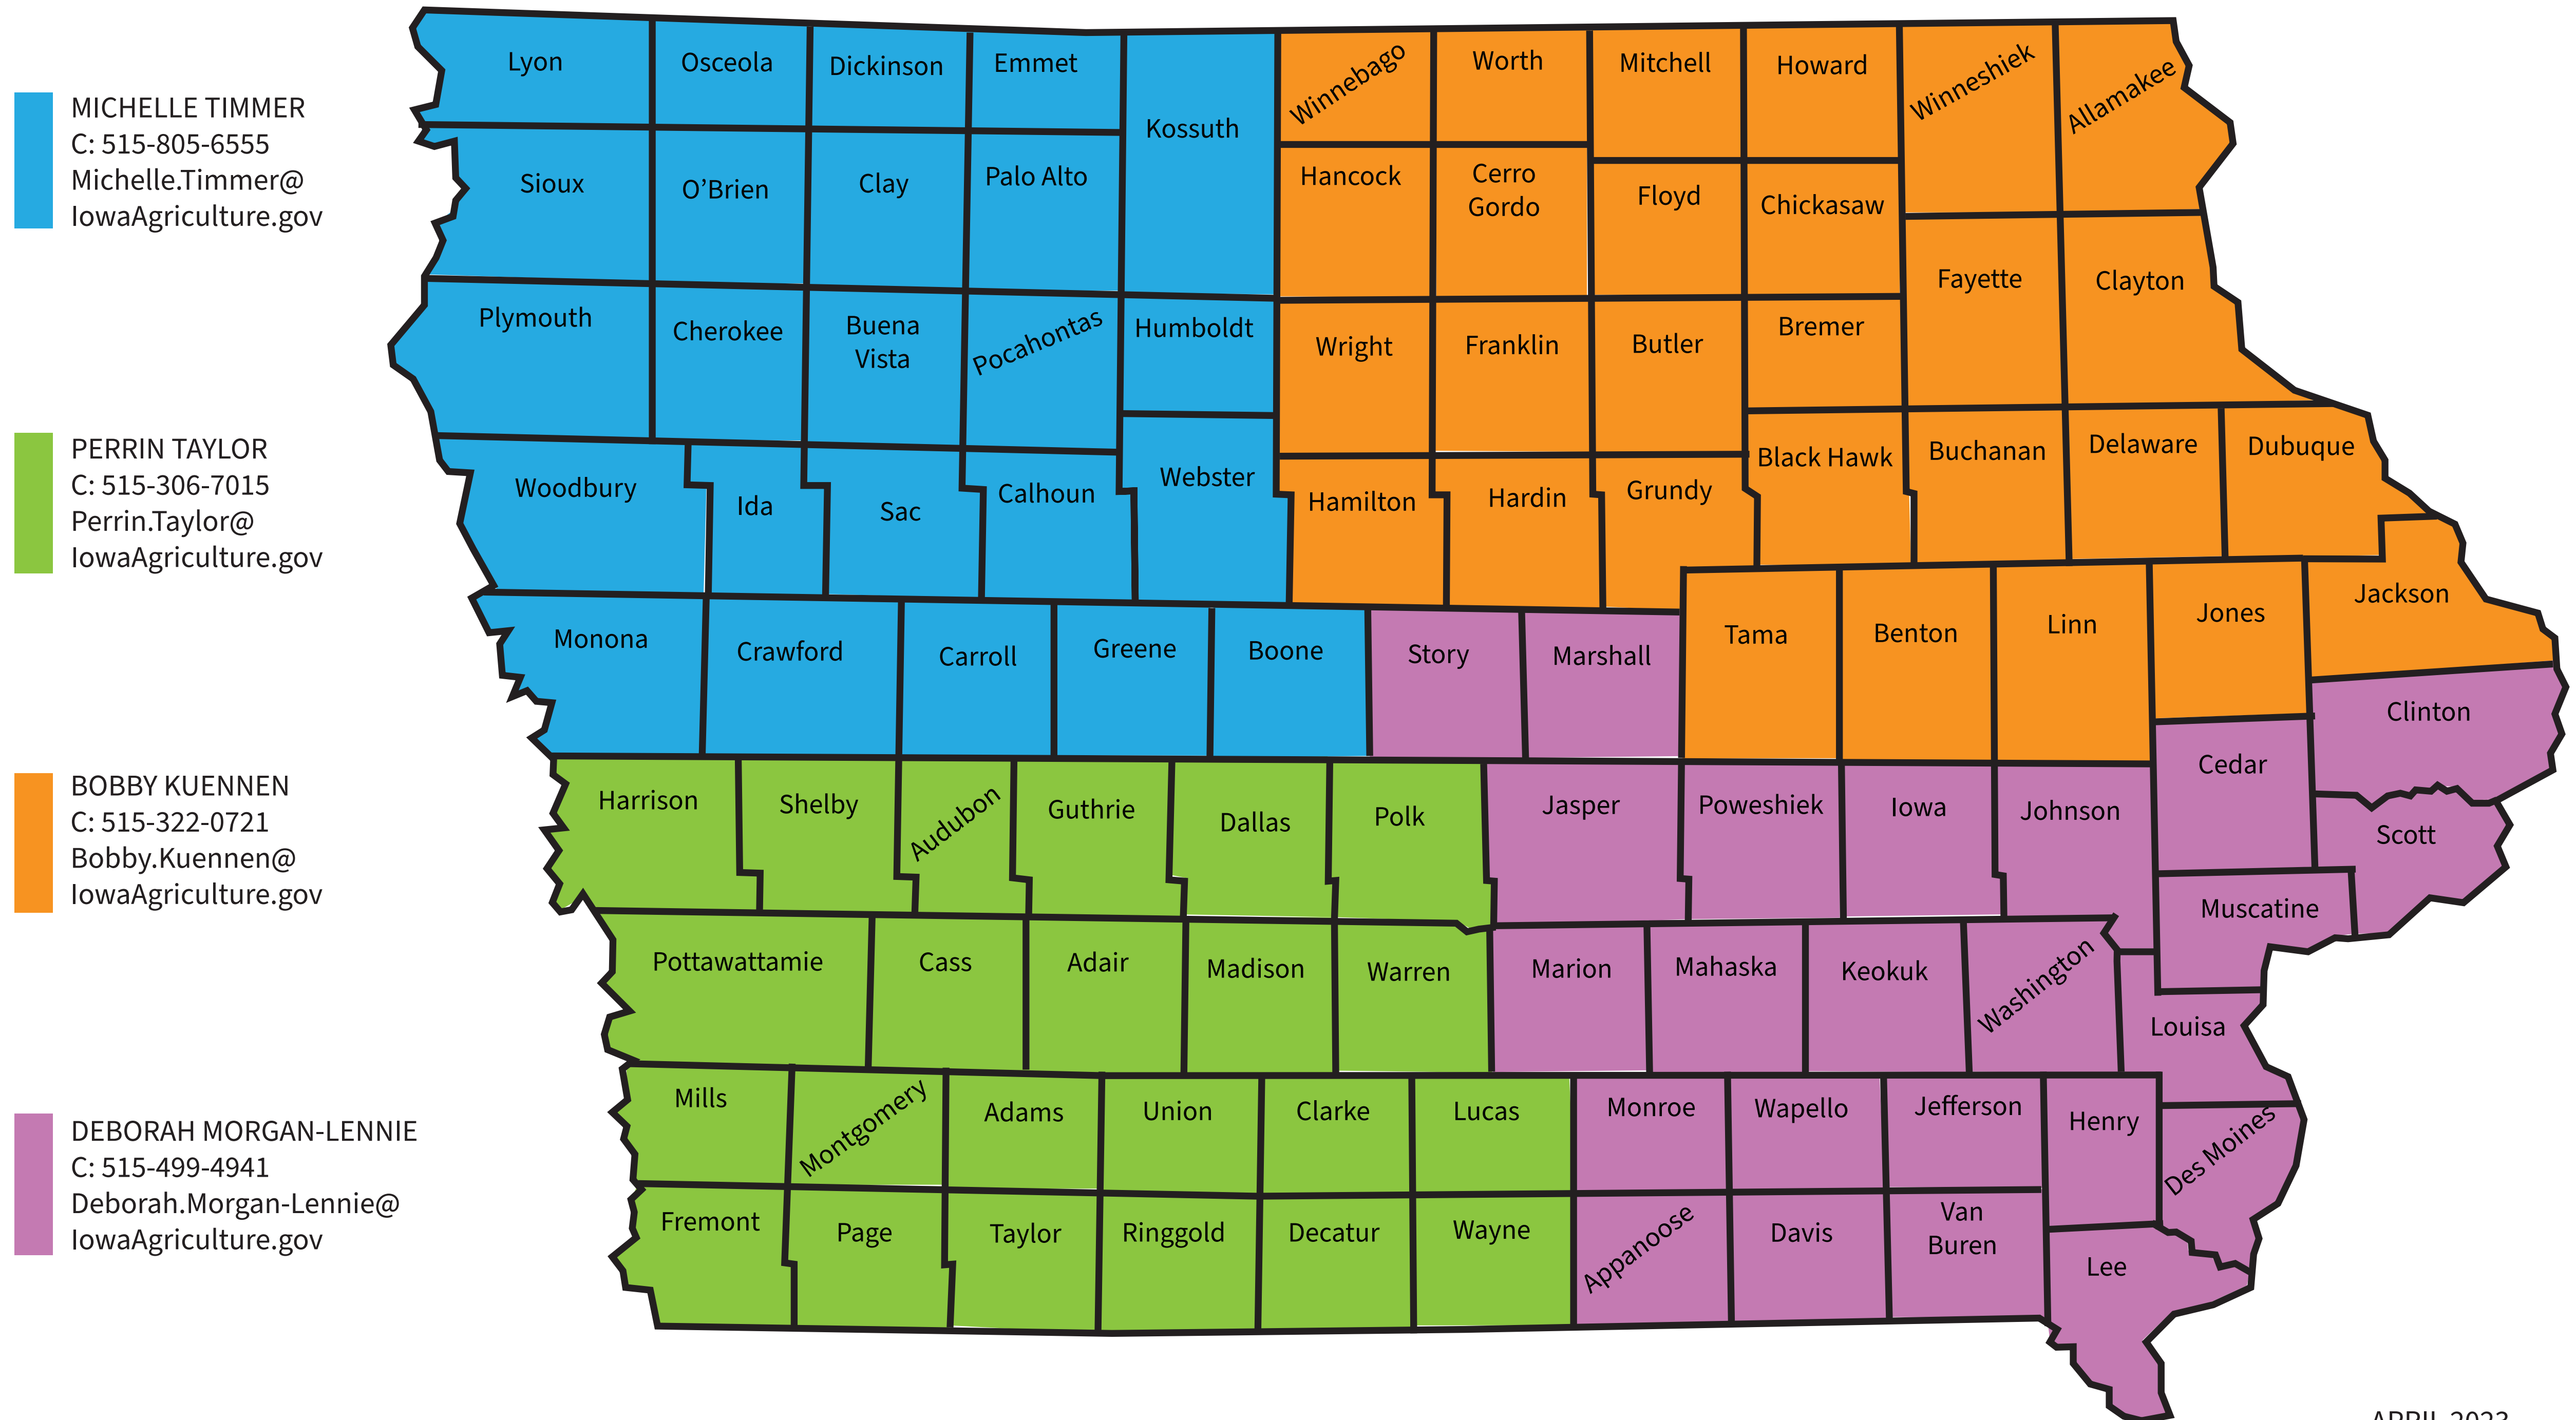 MICHELLE TIMMER
C: 515-805-6555
Michelle.Timmer@
IowaAgriculture.gov
PERRIN TAYLOR
C: 515-306-7015
Perrin.Taylor@
IowaAgriculture.gov
BOBBY KUENNEN
C: 515-322-0721
Bobby.Kuennen@
IowaAgriculture.gov
DEBORAH MORGAN-LENNIE
C: 515-499-4941
Deborah.Morgan-Lennie@
IowaAgriculture.gov
Lyon
Osceola
Dickinson
Emmet
Kossuth
Winnebago
Worth
Mitchell
Howard
Winneshiek
Allamakee
Sioux
O’Brien
Clay
Palo Alto
Hancock
Cerro
Gordo
Floyd
Chickasaw
Fayette
Clayton
Plymouth
Cherokee
Buena
Vista
Pocahontas
Humboldt
Wright
Franklin
Butler
Bremer
Woodbury
Ida
Sac
Calhoun
Webster
Hamilton
Hardin
Grundy
Black Hawk
Buchanan
Delaware
Dubuque
Monona
Crawford
Carroll
Greene
Boone
Story
Marshall
Tama
Benton
Linn
Jones
Jackson
Clinton
Cedar
Harrison
Shelby
Audubon
Guthrie
Dallas
Polk
Jasper
Poweshiek
Iowa
Johnson
Scott
Muscatine
Pottawattamie
Cass
Adair
Madison
Warren
Marion
Mahaska
Keokuk
Washington
Louisa
Mills
Montgomery
Adams
Union
Clarke
Lucas
Monroe
Wapello
Jefferson
Henry
Des Moines
Fremont
Page
Taylor
Ringgold
Decatur
Wayne
Appanoose
Davis
Van
Buren
Lee
APRIL 2023